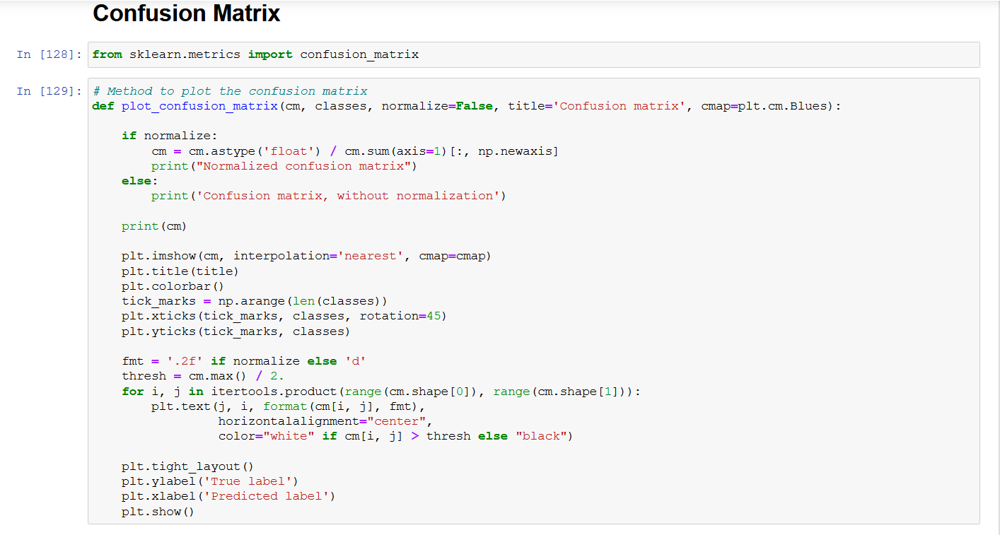 Confusion Matrix
In [128]: from sklearn.metrics import confusion_matrix
In [129]: # Method to plot the confusion matrix
def plot_confusion_matrix(cm, classes, normalize=False, title='Confusion matrix', cmap=plt.cm.Blues):
    if normalize:
        cm = cm.astype('float') / cm.sum(axis=1)[:, np.newaxis]
        print("Normalized confusion matrix")
    else:
        print('Confusion matrix, without normalization')
    print(cm)
    plt.imshow(cm, interpolation='nearest', cmap=cmap)
    plt.title(title)
    plt.colorbar()
    tick_marks = np.arange(len(classes))
    plt.xticks(tick_marks, classes, rotation=45)
    plt.yticks(tick_marks, classes)
    fmt = '.2f' if normalize else 'd'
    thresh = cm.max() / 2.
    for i, j in itertools.product(range(cm.shape[0]), range(cm.shape[1])):
        plt.text(j, i, format(cm[i, j], fmt),
                 horizontalalignment="center",
                 color="white" if cm[i, j] > thresh else "black")
    plt.tight_layout()
    plt.ylabel('True label')
    plt.xlabel('Predicted label')
    plt.show()